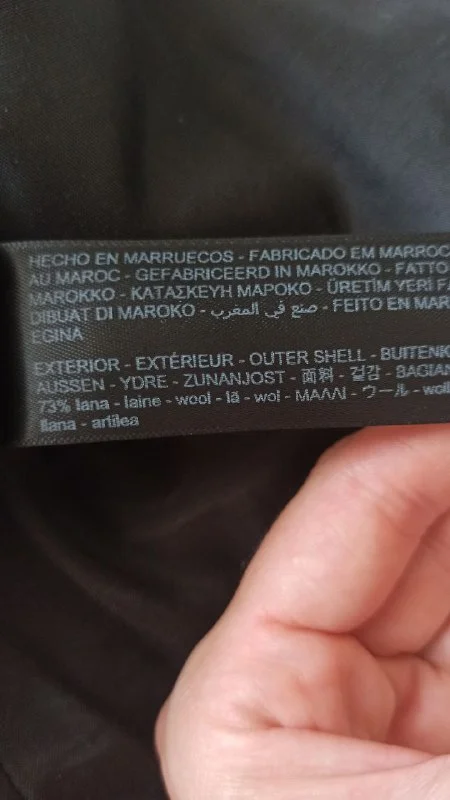 HECHO EN MARRUECOS - FABRICADO EM MARROC
AU MAROC - GEFABRICEERD IN MAROKKO - FATTO
MAROKKO - ΚΑΤΑΣΚΕΥΗ ΜΑΡΟΚΟ - ÜRETİM YERİ FA
DIBUAT DI MAROKO - صنع في المغرب - FEITO EN MAR
EGINA
EXTERIOR - EXTÉRIEUR - OUTER SHELL - BUITENK
AUSSEN - YDRE - ZUNANJOST - 面料 - 겉감 - BAGIAN
73% lana - laine - wool - lã - wol - ΜΑΛΛΙ - ウール - woll
llana - artilea